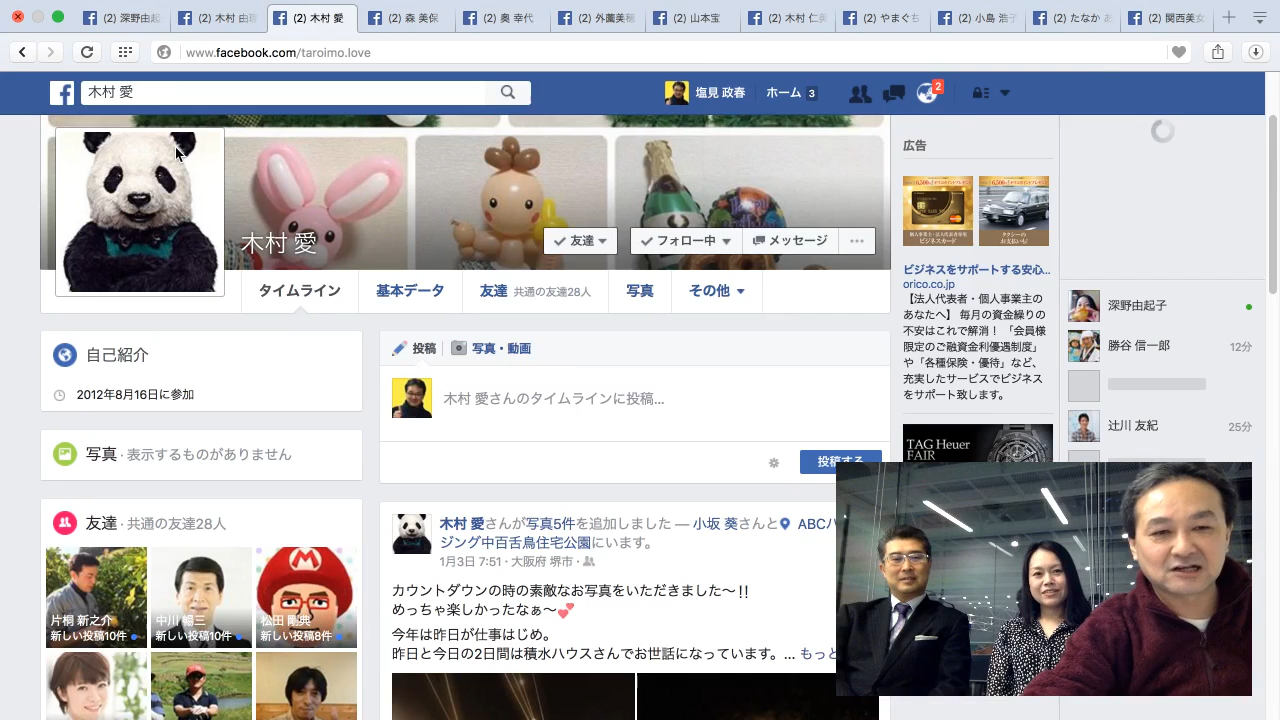 (2) 深野由起
(2) 木村 由理
(2) 木村 愛
(2) 森 美保
(2) 奥 幸代
(2) 外薗美穂
(2) 山本宝
(2) 木村 仁美
(2) やまぐち
(2) 小島 浩子
(2) たなか
(2) 関西美女
www.facebook.com/taroimo.love
木村 愛
塩見 政春
ホーム 3
2
木村 愛
友達
フォロー中
メッセージ
タイムライン
基本データ
友達 共通の友達28人
写真
その他
自己紹介
2012年8月16日に参加
写真 · 表示するものがありません
友達 · 共通の友達28人
片桐 新之介
新しい投稿10件
中川 暢三
新しい投稿10件
松田 剛典
新しい投稿8件
投稿
写真・動画
木村 愛さんのタイムラインに投稿...
投稿する
木村 愛さんが写真5件を追加しました — 小坂 葵さんと ABCハ
ジング中百舌鳥住宅公園にいます。
1月3日 7:51 · 大阪府 堺市 ·
カウントダウンの時の素敵なお写真をいただきました〜!!
めっちゃ楽しかったなぁ〜💕
今年は昨日が仕事はじめ。
昨日と今日の2日間は積水ハウスさんでお世話になっています。... もっと
広告
ビジネスカード
タクシーの
お支払いも!
ビジネスをサポートする安心...
orico.co.jp
【法人代表者・個人事業主の
あなたへ】 毎月の資金繰りの
不安はこれで解消！ 「会員様
限定のご融資金利優遇制度」
や「各種保険・優待」など、
充実したサービスでビジネス
をサポート致します。
TAG Heuer
FAIR
深野由起子
勝谷 信一郎 12分
辻川 友紀 25分